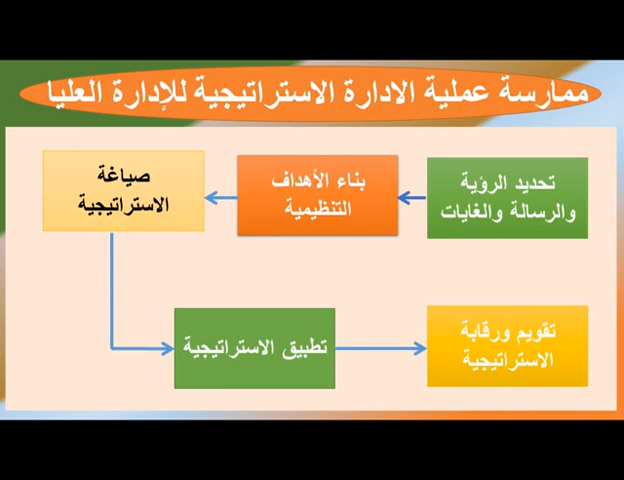 ممارسة عملية الادارة الاستراتيجية للإدارة العليا
تحديد الرؤية
والرسالة والغايات
بناء الأهداف
التنظيمية
صياغة
الاستراتيجية
تطبيق الاستراتيجية
تقويم ورقابة
الاستراتيجية